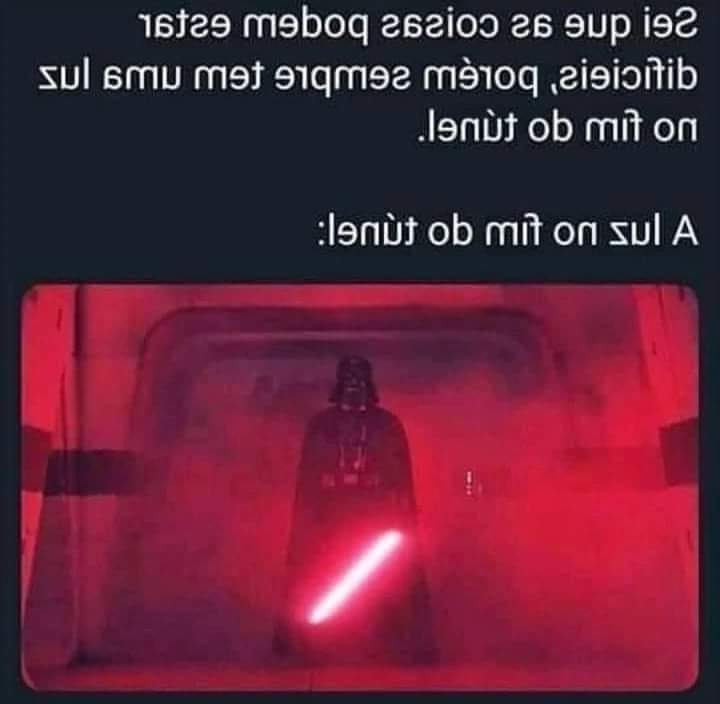 Sei que as coisas podem estar
dificieis, porém sempre tem uma luz
no fim do túnel.
A luz no fim do túnel: